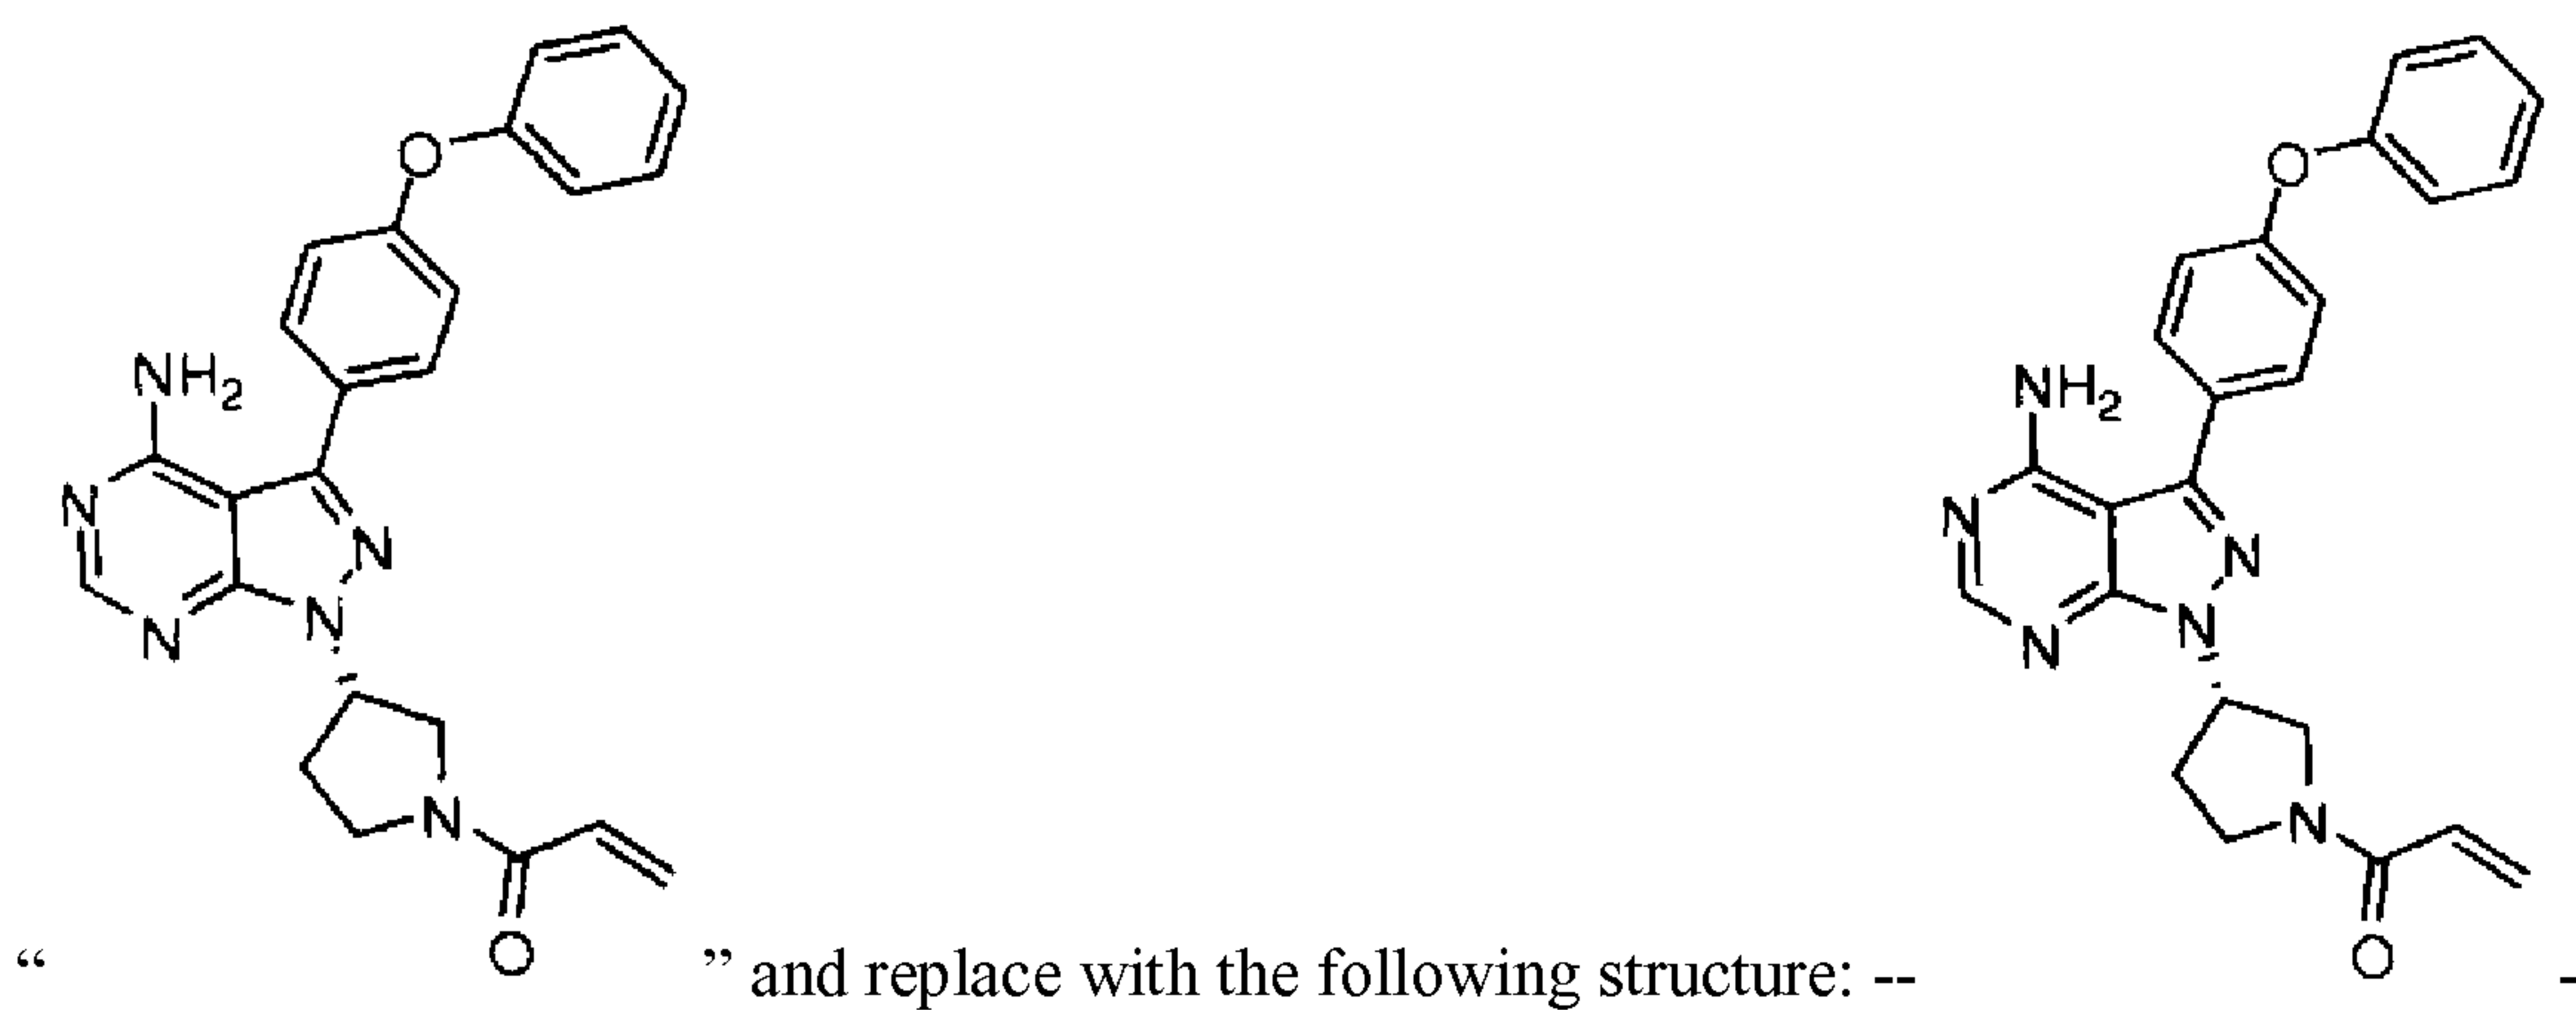 O
O
NH2
NH2
N
N
N
N
N
N
N
N
N
N
“ O ” and replace with the following structure: -- O -